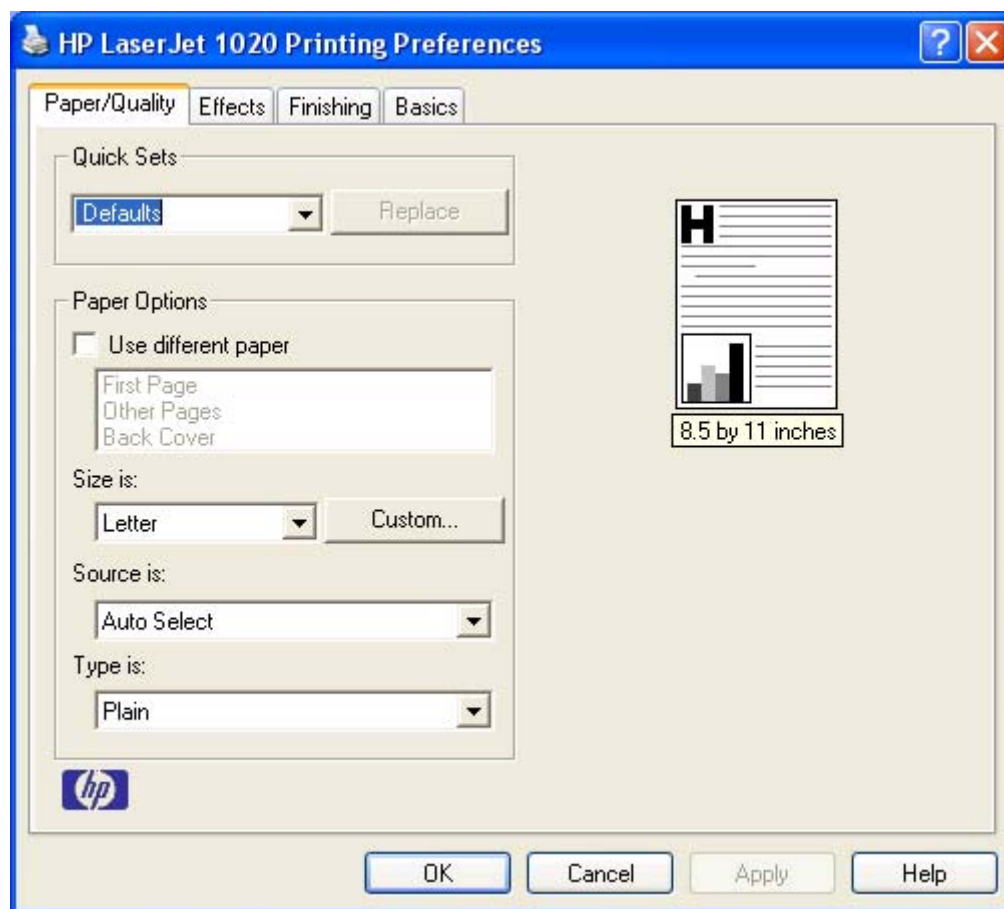 HP LaserJet 1020 Printing Preferences
Paper/Quality Effects Finishing Basics
Quick Sets
Defaults Replace
Paper Options
Use different paper
First Page
Other Pages
Back Cover
Size is:
Letter Custom...
Source is:
Auto Select
Type is:
Plain
H
8.5 by 11 inches
hp
OK Cancel Apply Help